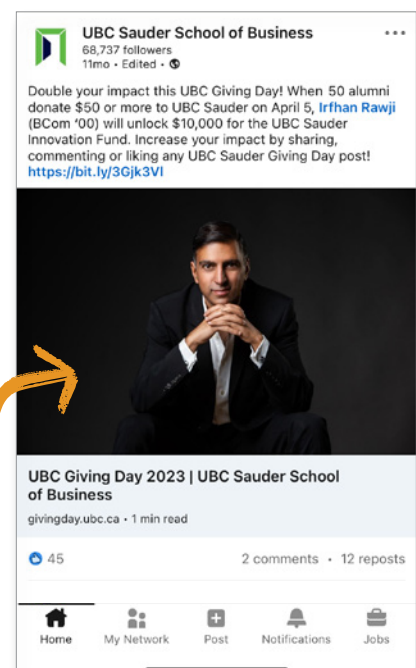 UBC Sauder School of Business
68,737 followers
11mo • Edited •
Double your impact this UBC Giving Day! When 50 alumni
donate $50 or more to UBC Sauder on April 5, Irfhan Rawji
(BCom ‘00) will unlock $10,000 for the UBC Sauder
Innovation Fund. Increase your impact by sharing,
commenting or liking any UBC Sauder Giving Day post!
https://bit.ly/3Gjk3Vl
UBC Giving Day 2023 | UBC Sauder School
of Business
givingday.ubc.ca • 1 min read
45 2 comments • 12 reposts
Home My Network Post Notifications Jobs